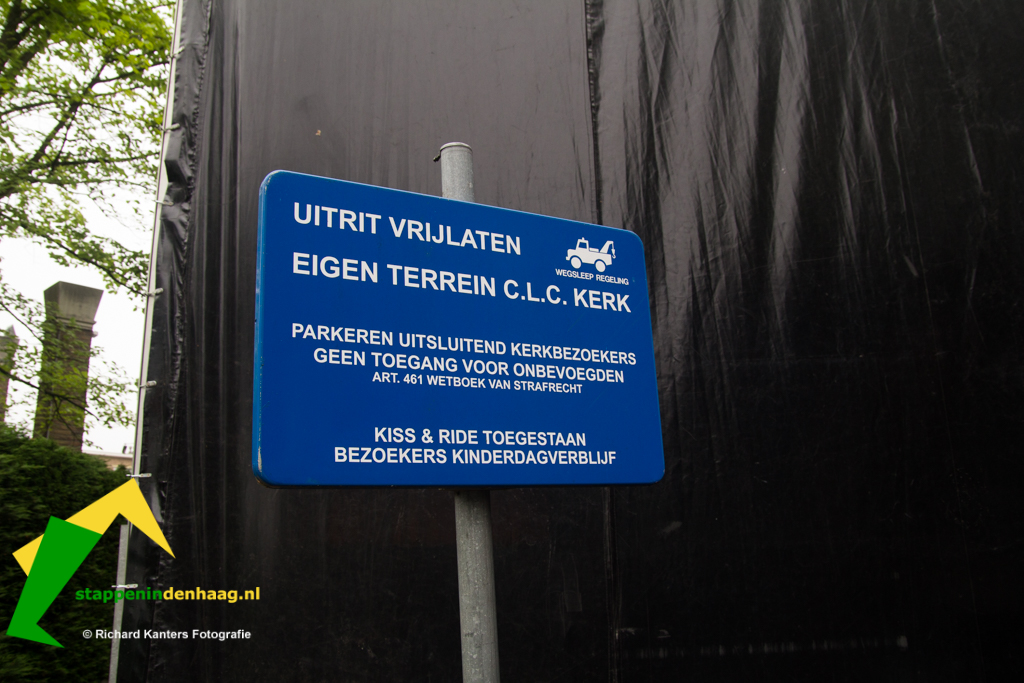 UITRIT VRIJLATEN
WEGSLEEP REGELING
EIGEN TERREIN C.L.C. KERK
PARKEREN UITSLUITEND KERKBEZOEKERS
GEEN TOEGANG VOOR ONBEVOEGDEN
ART. 461 WETBOEK VAN STRAFRECHT
KISS & RIDE TOEGESTAAN
BEZOEKERS KINDERDAGVERBLIJF
stappenindenhaag.nl
© Richard Kanters Fotografie